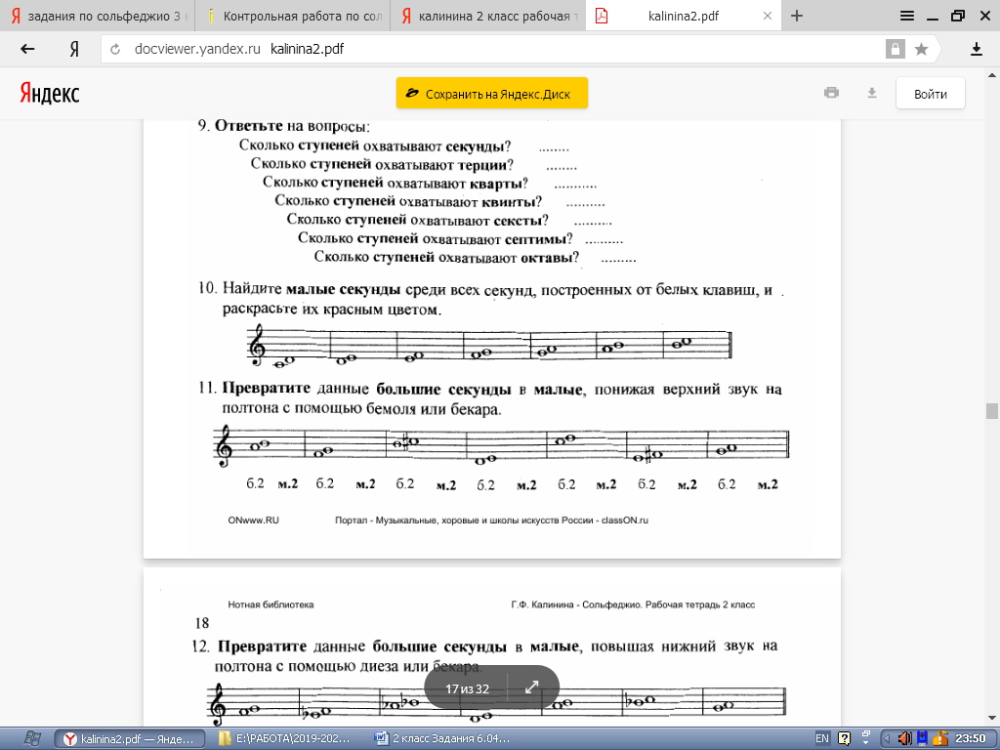 задания по сольфеджио 3
Контрольная работа по сол
калинина 2 класс рабочая т
kalinina2.pdf
docviewer.yandex.ru kalinina2.pdf
Яндекс
Сохранить на Яндекс.Диск
Войти
9. Ответьте на вопросы:
Сколько ступеней охватывают секунды? ........
Сколько ступеней охватывают терции? ........
Сколько ступеней охватывают кварты? ...........
Сколько ступеней охватывают квинты? ..........
Сколько ступеней охватывают сексты? ..........
Сколько ступеней охватывают септимы? ..........
Сколько ступеней охватывают октавы? .........
10. Найдите малые секунды среди всех секунд, построенных от белых клавиш, и
раскрасьте их красным цветом.
11. Превратите данные большие секунды в малые, понижая верхний звук на
полтона с помощью бемоля или бекара.
б.2 м.2 б.2 м.2 б.2 м.2 б.2 м.2 б.2 м.2 б.2 м.2 б.2 м.2
ONwww.RU Портал - Музыкальные, хоровые и школы искусств России - classON.ru
Нотная библиотека Г.Ф. Калинина - Сольфеджио. Рабочая тетрадь 2 класс
18
12. Превратите данные большие секунды в малые, повышая нижний звук на
полтона с помощью диеза или бекара.
17 из 32
kalinina2.pdf — Янде...
E:\РАБОТА\2019-202...
2 класс Задания 6.04...
EN
23:50